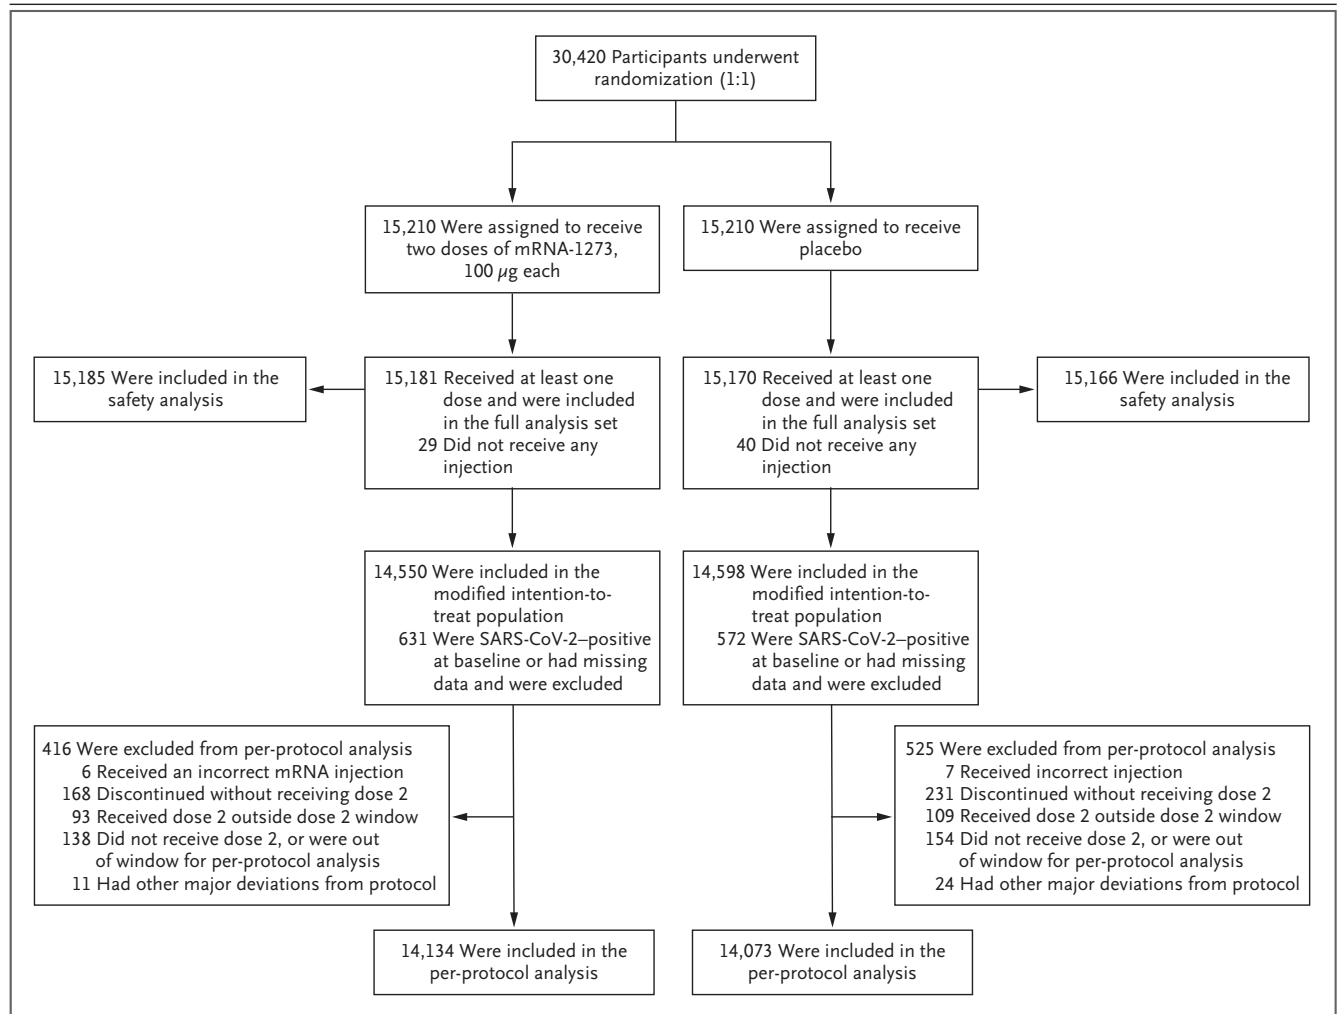 30,420 Participants underwent
randomization (1:1)
15,210 Were assigned to receive
two doses of mRNA-1273,
100 µg each
15,210 Were assigned to receive
placebo
15,185 Were included in the
safety analysis
15,181 Received at least one
dose and were included
in the full analysis set
29 Did not receive any
injection
15,170 Received at least one
dose and were included
in the full analysis set
40 Did not receive any
injection
15,166 Were included in the
safety analysis
14,550 Were included in the
modified intention-to-
treat population
631 Were SARS-CoV-2–positive
at baseline or had missing
data and were excluded
14,598 Were included in the
modified intention-to-
treat population
572 Were SARS-CoV-2–positive
at baseline or had missing
data and were excluded
416 Were excluded from per-protocol analysis
6 Received an incorrect mRNA injection
168 Discontinued without receiving dose 2
93 Received dose 2 outside dose 2 window
138 Did not receive dose 2, or were out
of window for per-protocol analysis
11 Had other major deviations from protocol
525 Were excluded from per-protocol analysis
7 Received incorrect injection
231 Discontinued without receiving dose 2
109 Received dose 2 outside dose 2 window
154 Did not receive dose 2, or were out
of window for per-protocol analysis
24 Had other major deviations from protocol
14,134 Were included in the
per-protocol analysis
14,073 Were included in the
per-protocol analysis